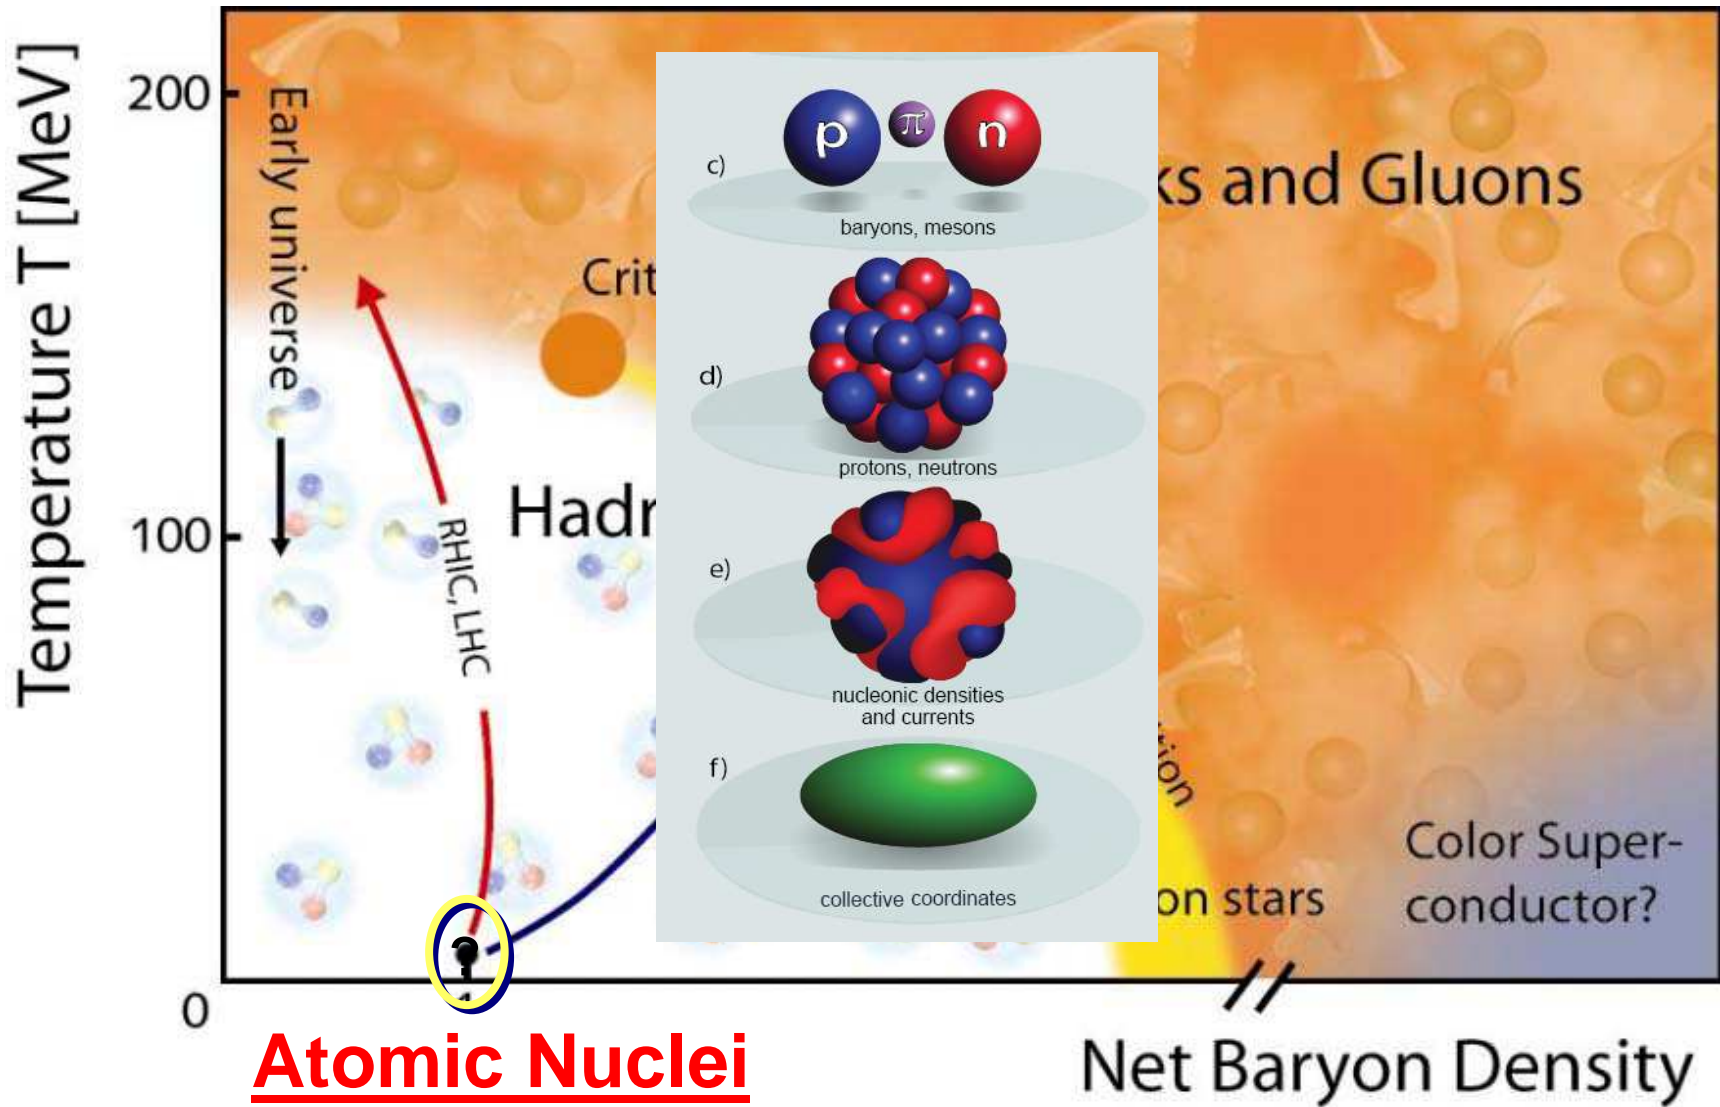 Temperature T [MeV]
200
100
0
Early universe
RHIC, LHC
Crit
Hadr
ks and Gluons
c)
p
π
n
baryons, mesons
d)
protons, neutrons
e)
nucleonic densities
and currents
f)
collective coordinates
tion
on stars
Color Super-
conductor?
?
Atomic Nuclei
Net Baryon Density